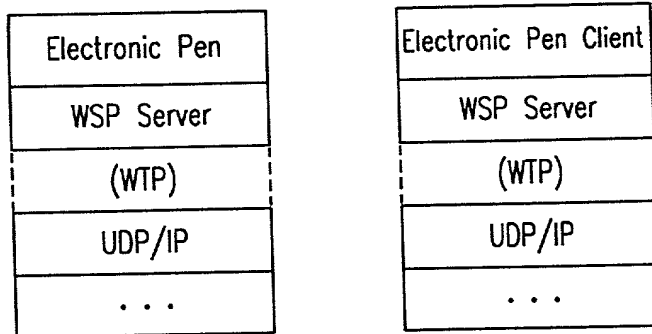 Electronic Pen
WSP Server
(WTP)
UDP/IP
. . .
Electronic Pen Client
WSP Server
(WTP)
UDP/IP
. . .